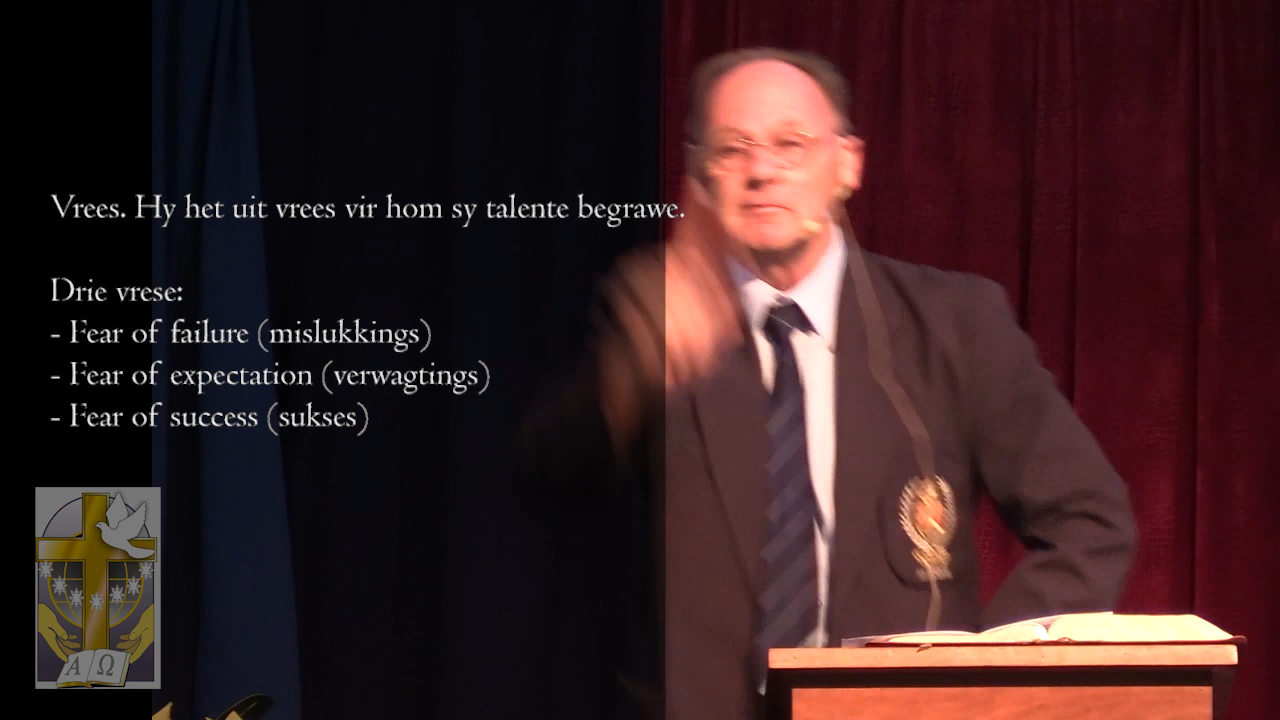 Vrees. Hy het uit vrees vir hom sy talente begrawe.
Drie vrese:
- Fear of failure (mislukkings)
- Fear of expectation (verwagtings)
- Fear of success (sukses)
Α Ω